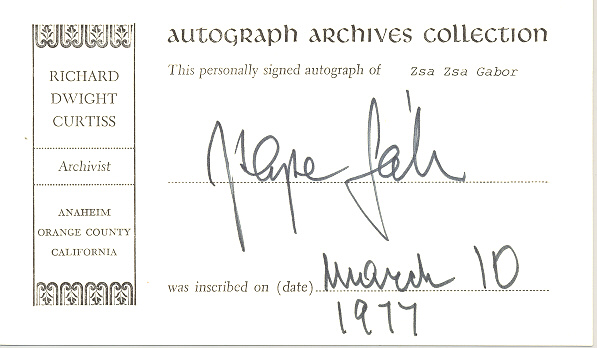 AUTOGRAPH ARCHIVES COLLECTION
RICHARD
DWIGHT
CURTISS
Archivist
ANAHEIM
ORANGE COUNTY
CALIFORNIA
This personally signed autograph of Zsa Zsa Gabor
was inscribed on (date) March 10
1977